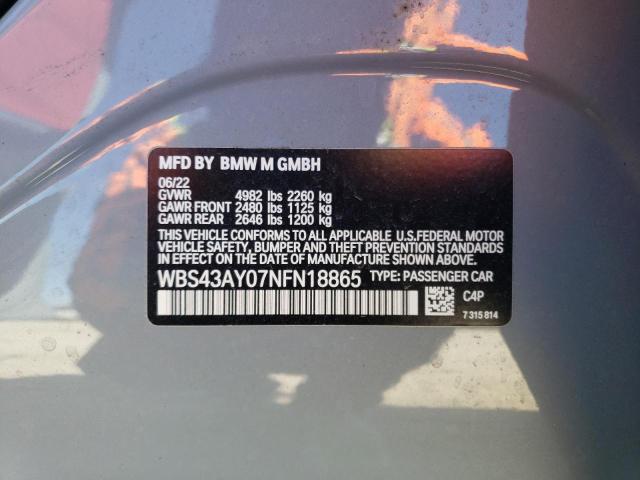 MFD BY BMW M GMBH
06/22
GVWR 4982 lbs 2260 kg
GAWR FRONT 2480 lbs 1125 kg
GAWR REAR 2646 lbs 1200 kg
THIS VEHICLE CONFORMS TO ALL APPLICABLE U.S.FEDERAL MOTOR
VEHICLE SAFETY, BUMPER, AND THEFT PREVENTION STANDARDS
IN EFFECT ON THE DATE OF MANUFACTURE SHOWN ABOVE.
WBS43AY07NFN18865 TYPE: PASSENGER CAR
C4P
7 315 814